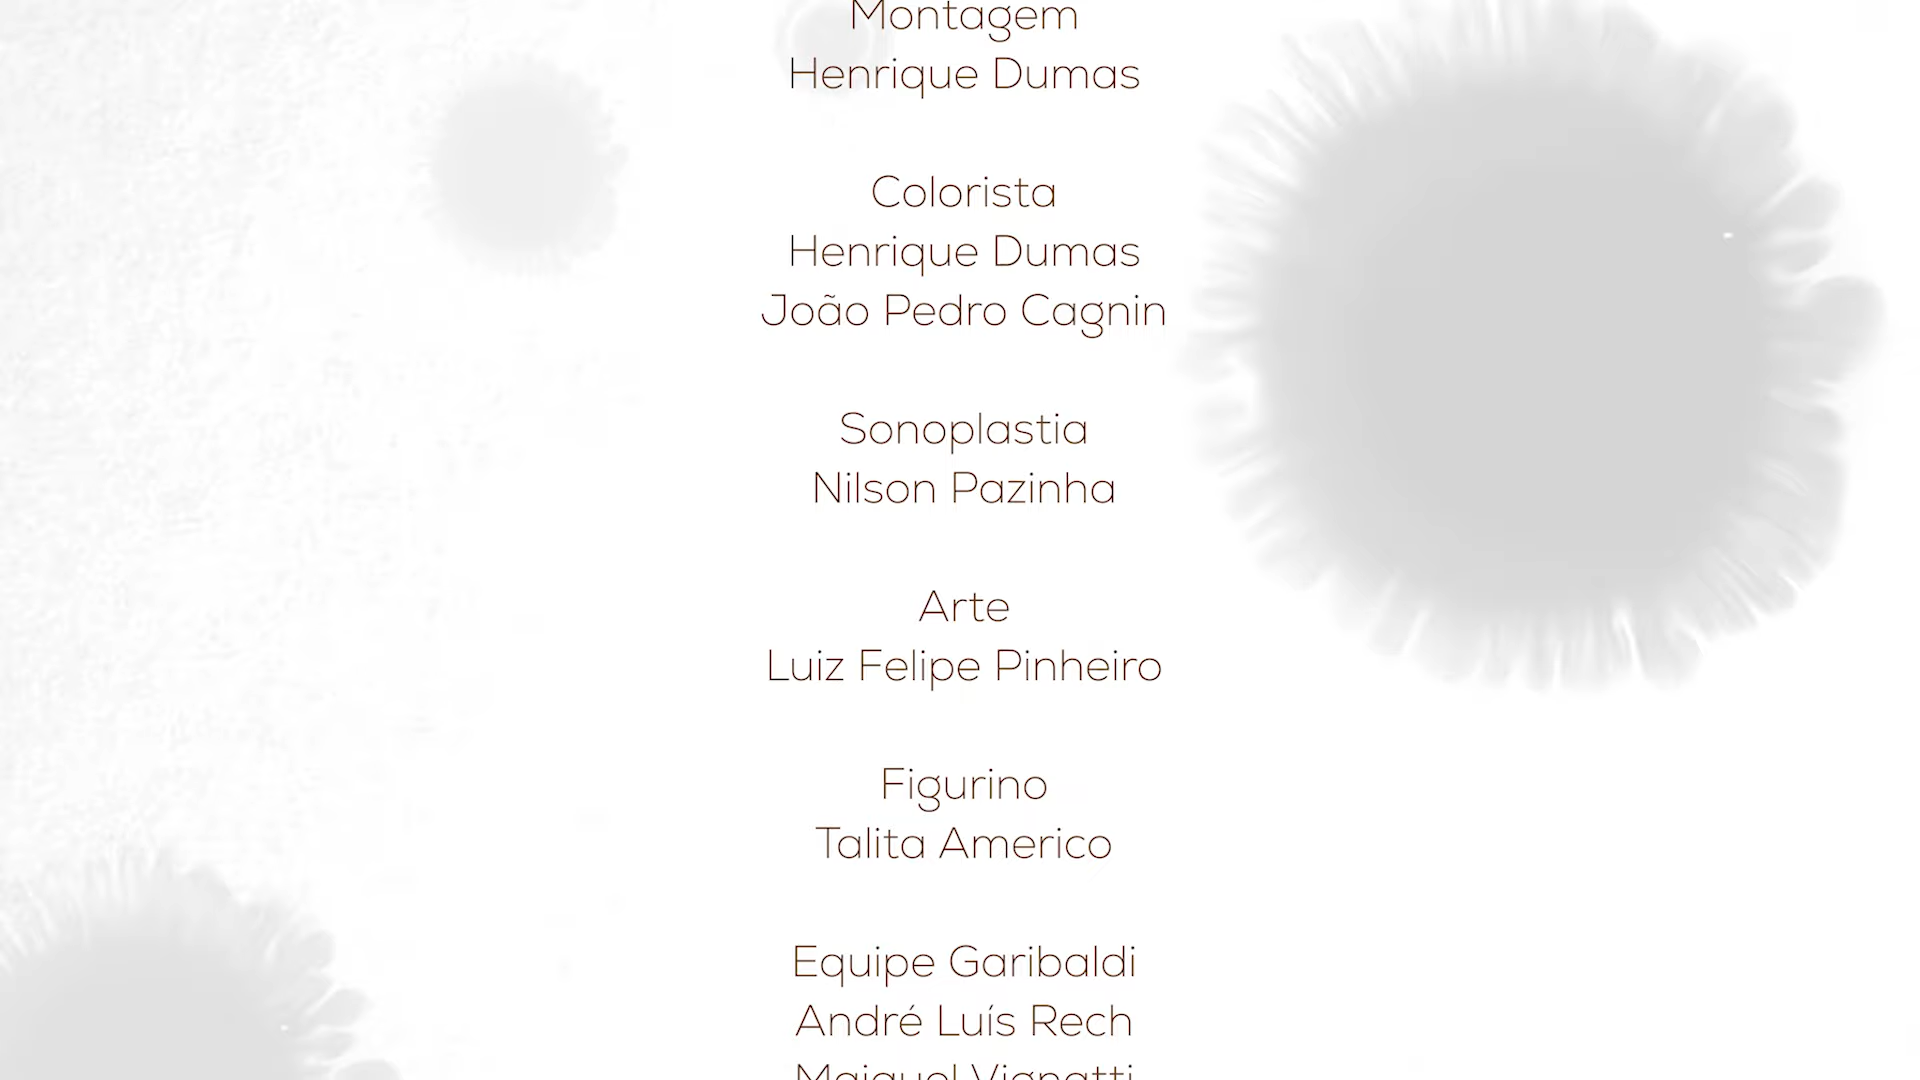 Montagem
Henrique Dumas
Colorista
Henrique Dumas
João Pedro Cagnin
Sonoplastia
Nilson Pazinha
Arte
Luiz Felipe Pinheiro
Figurino
Talita Americo
Equipe Garibaldi
André Luís Rech